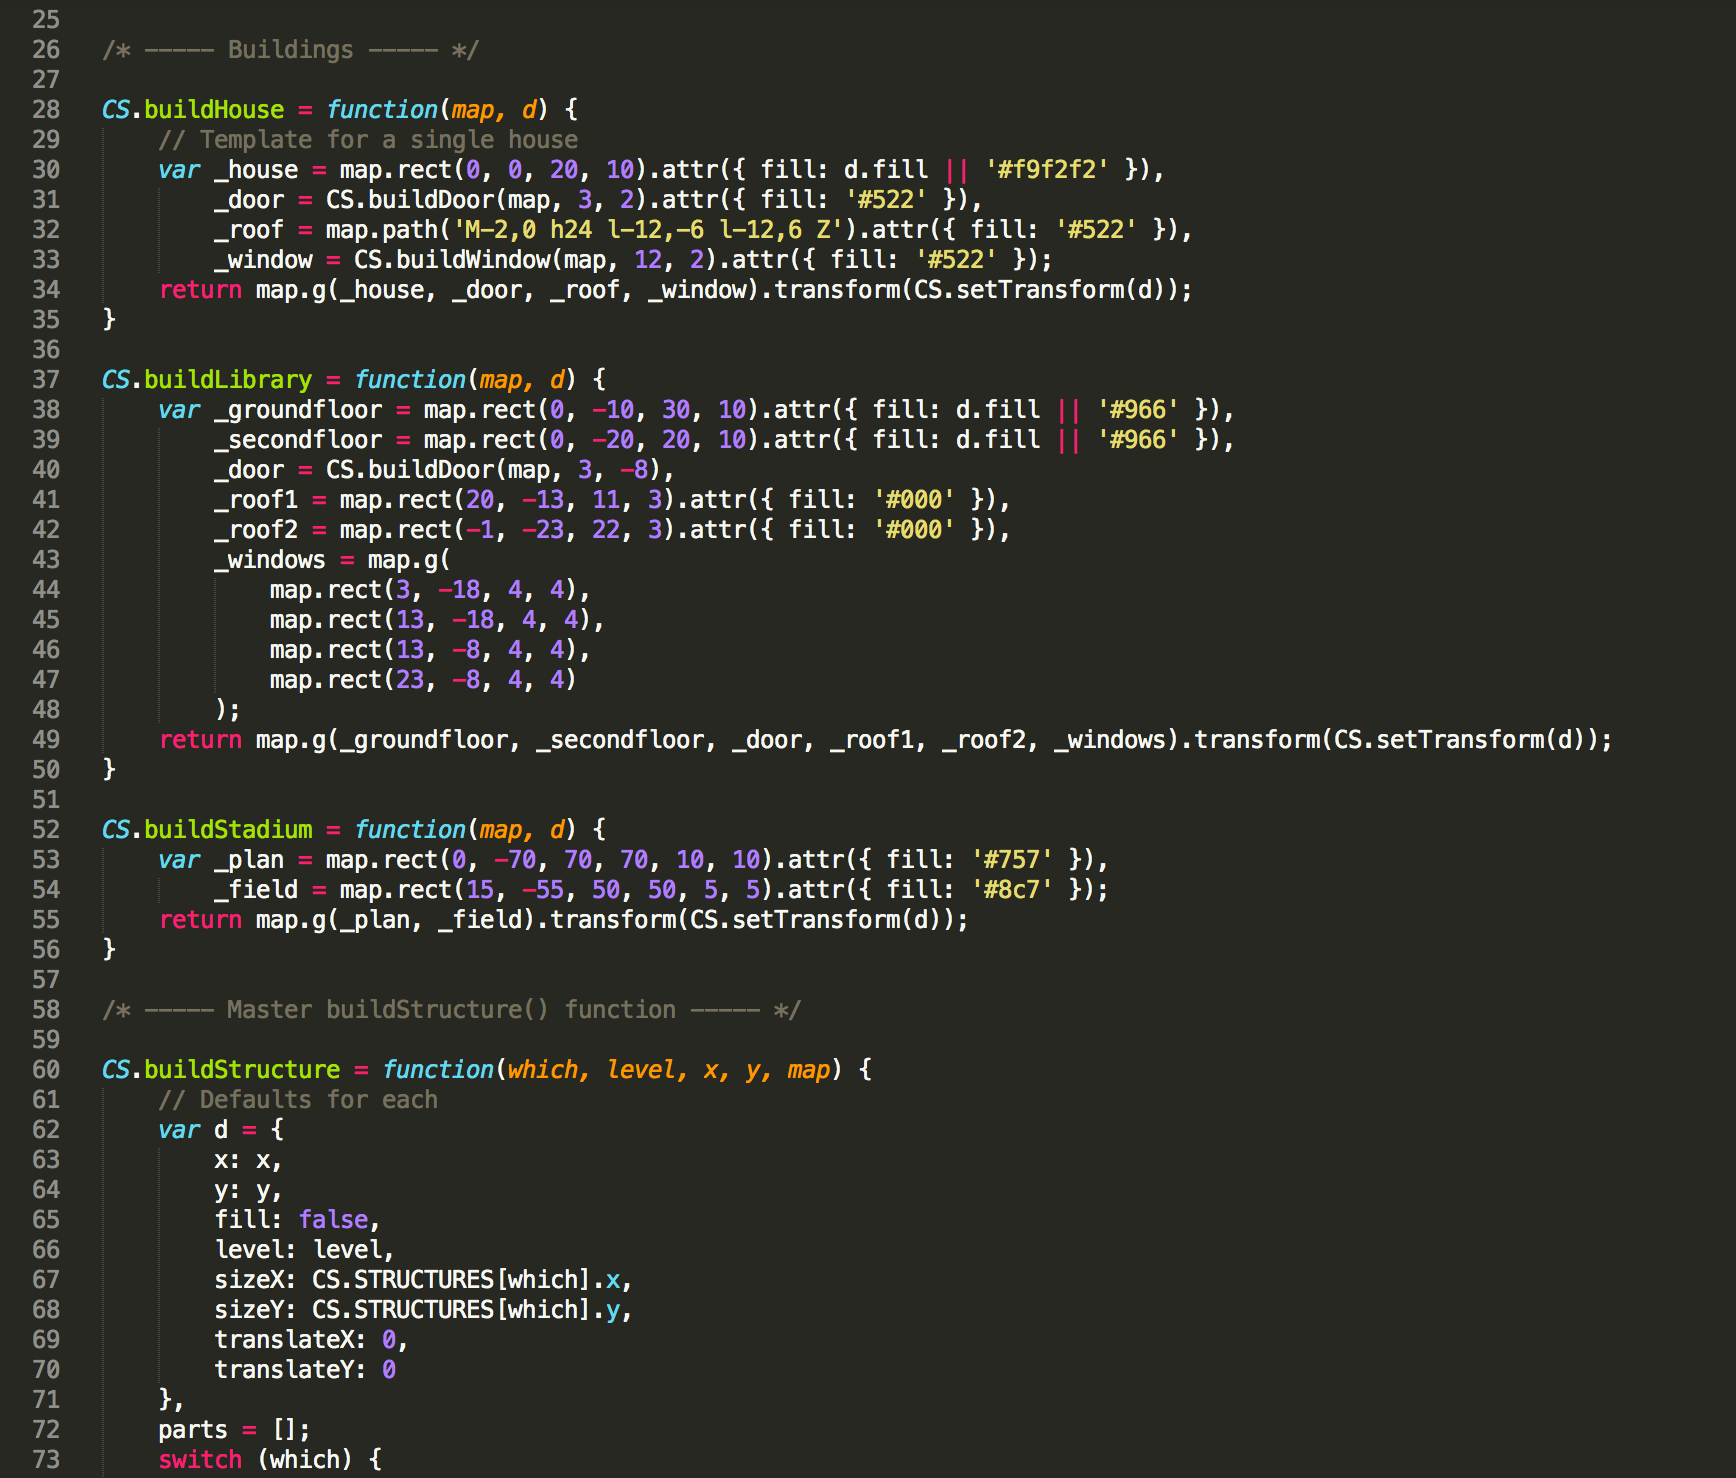 25
26 /* ----- Buildings ----- */
27
28 CS.buildHouse = function(map, d) {
29     // Template for a single house
30     var _house = map.rect(0, 0, 20, 10).attr({ fill: d.fill || '#f9f2f2' }),
31         _door = CS.buildDoor(map, 3, 2).attr({ fill: '#522' }),
32         _roof = map.path('M-2,0 h24 l-12,-6 l-12,6 Z').attr({ fill: '#522' }),
33         _window = CS.buildWindow(map, 12, 2).attr({ fill: '#522' });
34     return map.g(_house, _door, _roof, _window).transform(CS.setTransform(d));
35 }
36
37 CS.buildLibrary = function(map, d) {
38     var _groundfloor = map.rect(0, -10, 30, 10).attr({ fill: d.fill || '#966' }),
39         _secondfloor = map.rect(0, -20, 20, 10).attr({ fill: d.fill || '#966' }),
40         _door = CS.buildDoor(map, 3, -8),
41         _roof1 = map.rect(20, -13, 11, 3).attr({ fill: '#000' }),
42         _roof2 = map.rect(-1, -23, 22, 3).attr({ fill: '#000' }),
43         _windows = map.g(
44             map.rect(3, -18, 4, 4),
45             map.rect(13, -18, 4, 4),
46             map.rect(13, -8, 4, 4),
47             map.rect(23, -8, 4, 4)
48         );
49     return map.g(_groundfloor, _secondfloor, _door, _roof1, _roof2, _windows).transform(CS.setTransform(d));
50 }
51
52 CS.buildStadium = function(map, d) {
53     var _plan = map.rect(0, -70, 70, 70, 10, 10).attr({ fill: '#757' }),
54         _field = map.rect(15, -55, 50, 50, 5, 5).attr({ fill: '#8c7' });
55     return map.g(_plan, _field).transform(CS.setTransform(d));
56 }
57
58 /* ----- Master buildStructure() function ----- */
59
60 CS.buildStructure = function(which, level, x, y, map) {
61     // Defaults for each
62     var d = {
63         x: x,
64         y: y,
65         fill: false,
66         level: level,
67         sizeX: CS.STRUCTURES[which].x,
68         sizeY: CS.STRUCTURES[which].y,
69         translateX: 0,
70         translateY: 0
71     },
72     parts = [];
73     switch (which) {